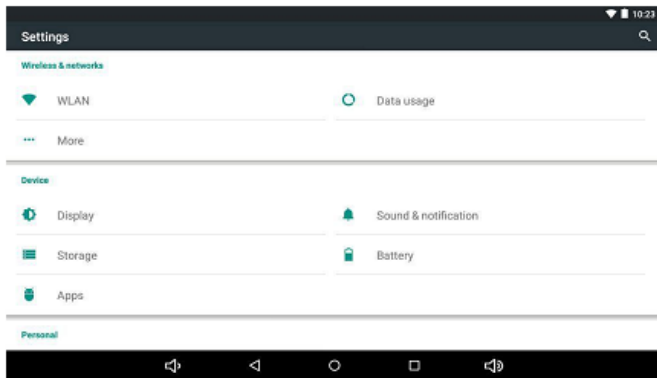 10:23
Settings
Wireless & networks
WLAN
Data usage
More
Device
Display
Sound & notification
Storage
Battery
Apps
Personal